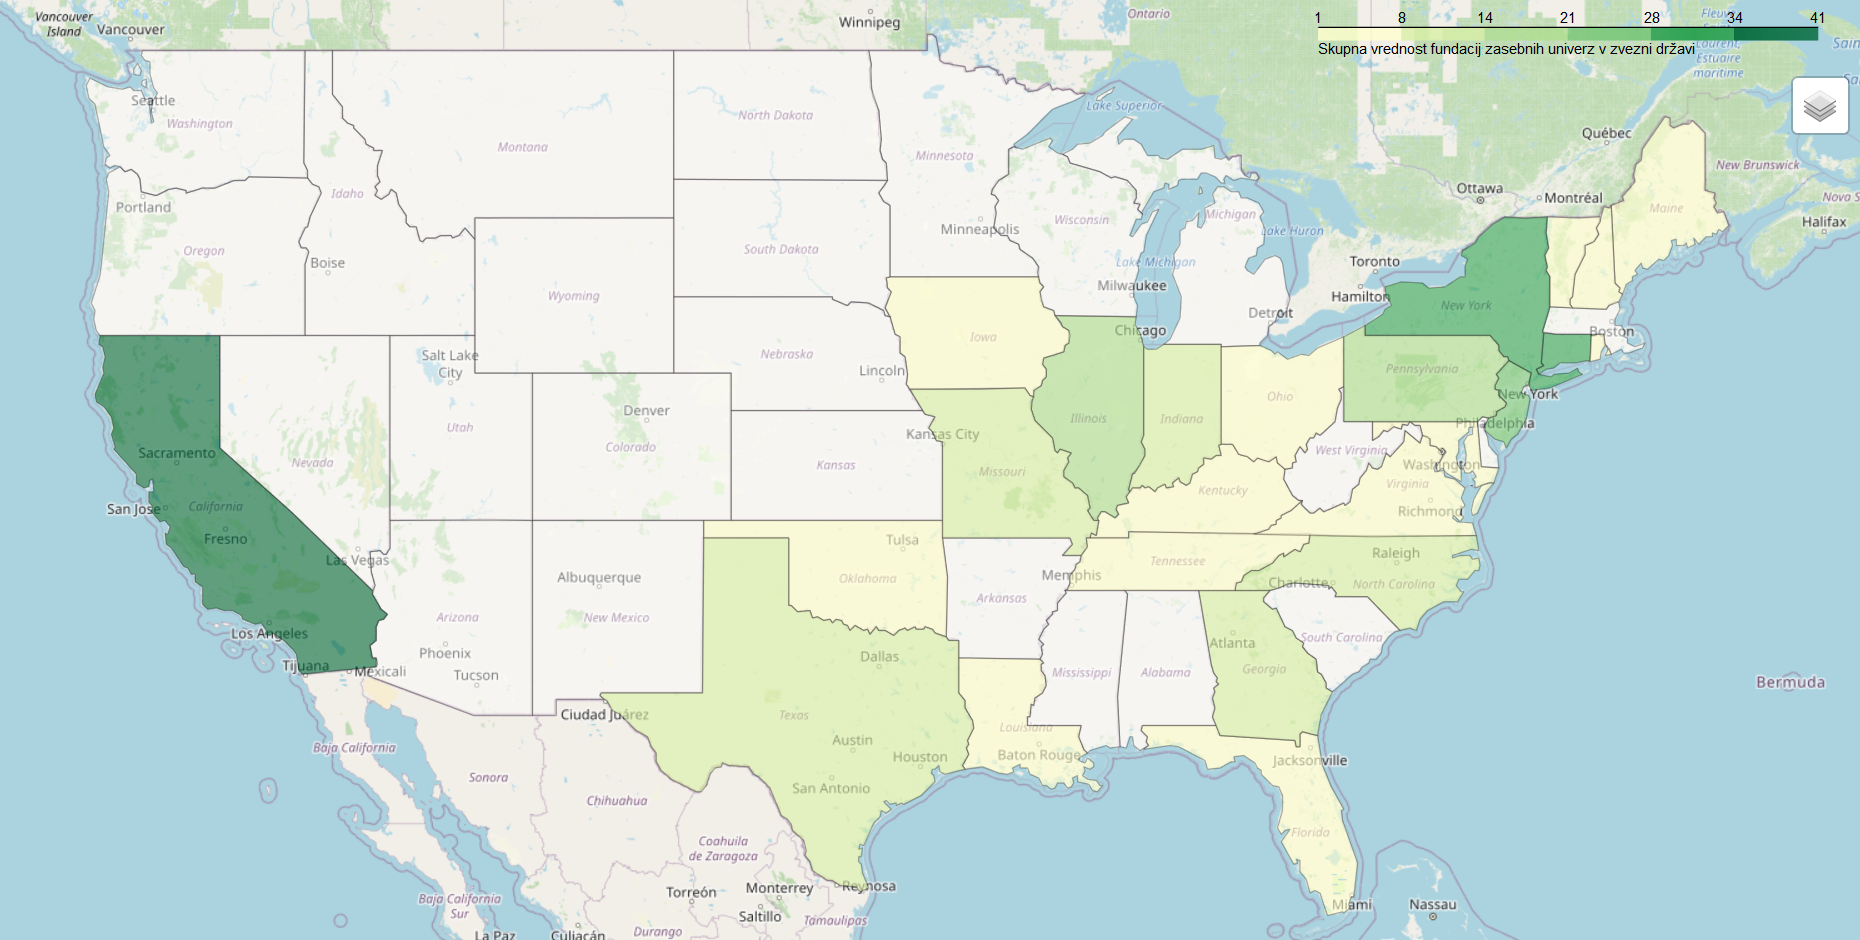 1 8 14 21 28 34 41
Skupna vrednost fundacij zasebnih univerz v zvezni državi
Vancouver
Island
Vancouver
Winnipeg
Ontario
Laurent,
Estuaire
maritime
Seattle
Washington
Montana
North Dakota
Minnesota
Lake Superior
Québec
New Brunswick
Portland
Idaho
Ottawa
Montréal
Nova S
Oregon
Boise
South Dakota
Minneapolis
Wisconsin
Michigan
Lake Huron
Maine
Halifax
Wyoming
Lake Michigan
Milwaukee
Toronto
Hamilton
Detroit
New York
Boston
Salt Lake
City
Nebraska
Lincoln
Iowa
Chicago
Pennsylvania
New York
Denver
Colorado
Utah
Kansas City
Illinois
Indiana
Ohio
Philadelphia
Sacramento
Nevada
Kansas
Missouri
Kentucky
West Virginia
Washington
Virginia
Richmond
San Jose
California
Fresno
Las Vegas
Tulsa
Oklahoma
Memphis
Tennessee
Raleigh
Charlotte
North Carolina
Albuquerque
New Mexico
Arizona
Arkansas
Los Angeles
Phoenix
Tucson
Tijuana
Mexicali
Dallas
Mississippi
Alabama
Atlanta
Georgia
South Carolina
Bermuda
Ciudad Juárez
Texas
Austin
Houston
San Antonio
Louisiana
Baton Rouge
Jacksonville
Baja California
Sonora
Chihuahua
Coahuila
de Zaragoza
Florida
Baja California
Sur
Torreón
Monterrey
Reynosa
Saltillo
Tamaulipas
Miami
Nassau
La Paz
Culiacán
Durango